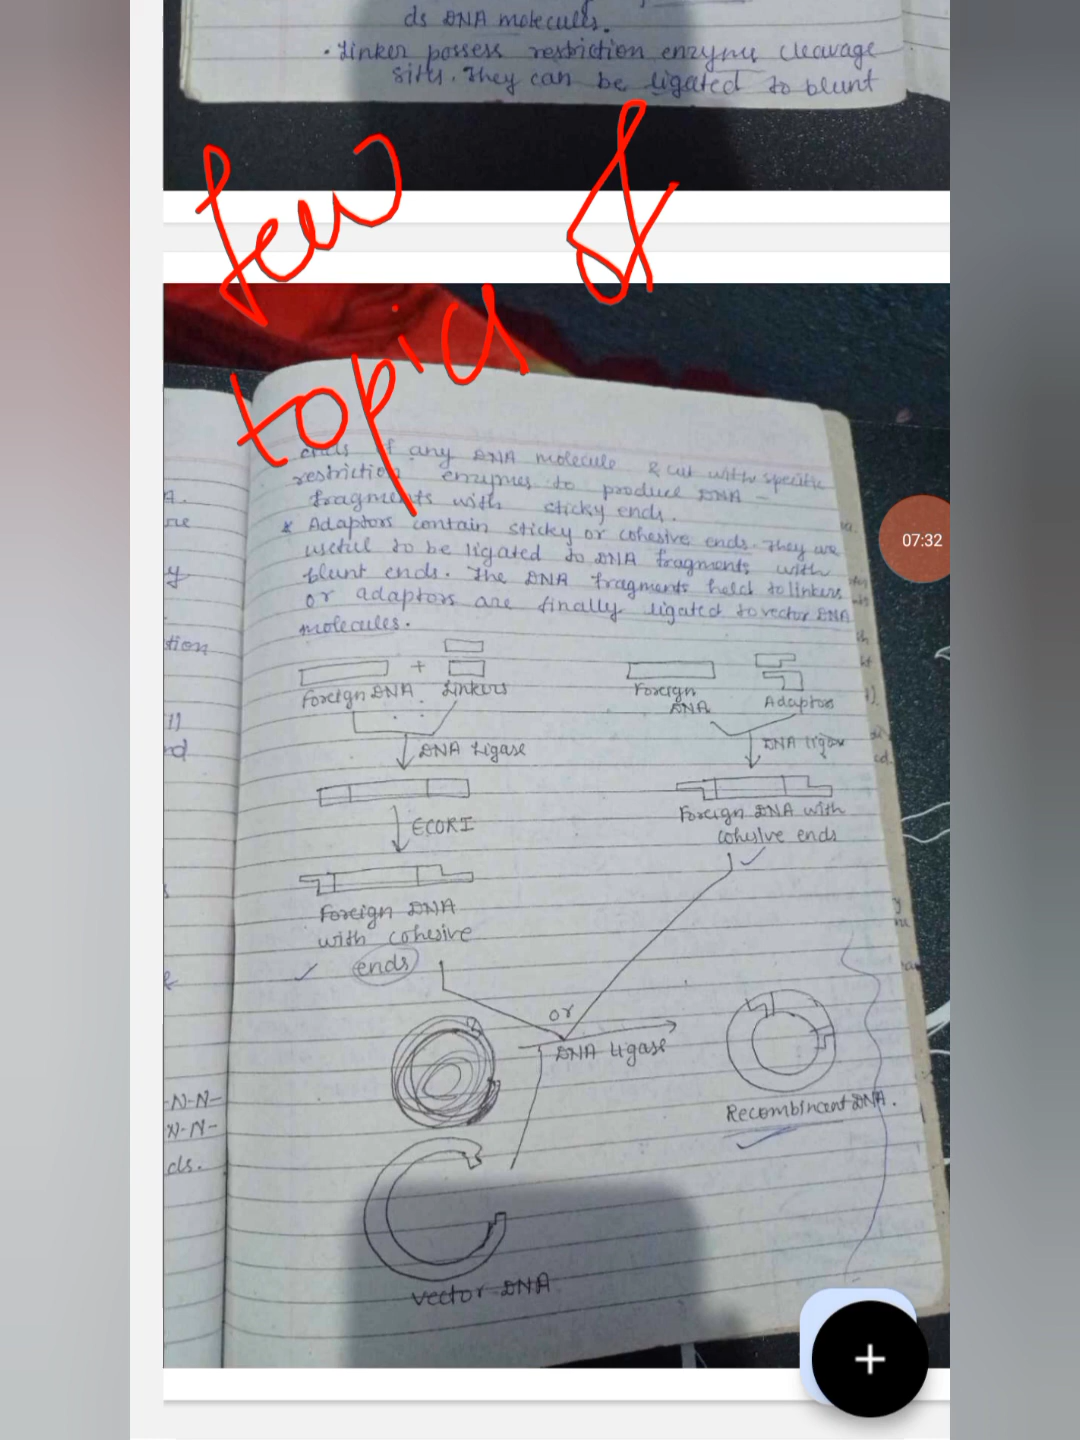 ds DNA molecules.
• Linker possess restriction enzyme cleavage
sites. They can be ligated to blunt
few
topics of
ends of any DNA molecule & cut with specific
restriction enzymes to produce DNA -
fragments with sticky ends.
* Adaptors contain sticky or cohesive ends. They are
useful to be ligated to DNA fragments with
blunt ends. The DNA fragments held to linkers
or adaptors are finally ligated to vector DNA
molecules.
07:32
tion
+
Foreign DNA Linkers
Foreign
DNA
Adaptors
DNA Ligase
DNA ligase
ECORI
Foreign DNA with
cohesive ends
Foreign DNA
with cohesive
ends
or
DNA ligase
Recombinant DNA.
-N-N-
N-N-
ds.
vector DNA
+